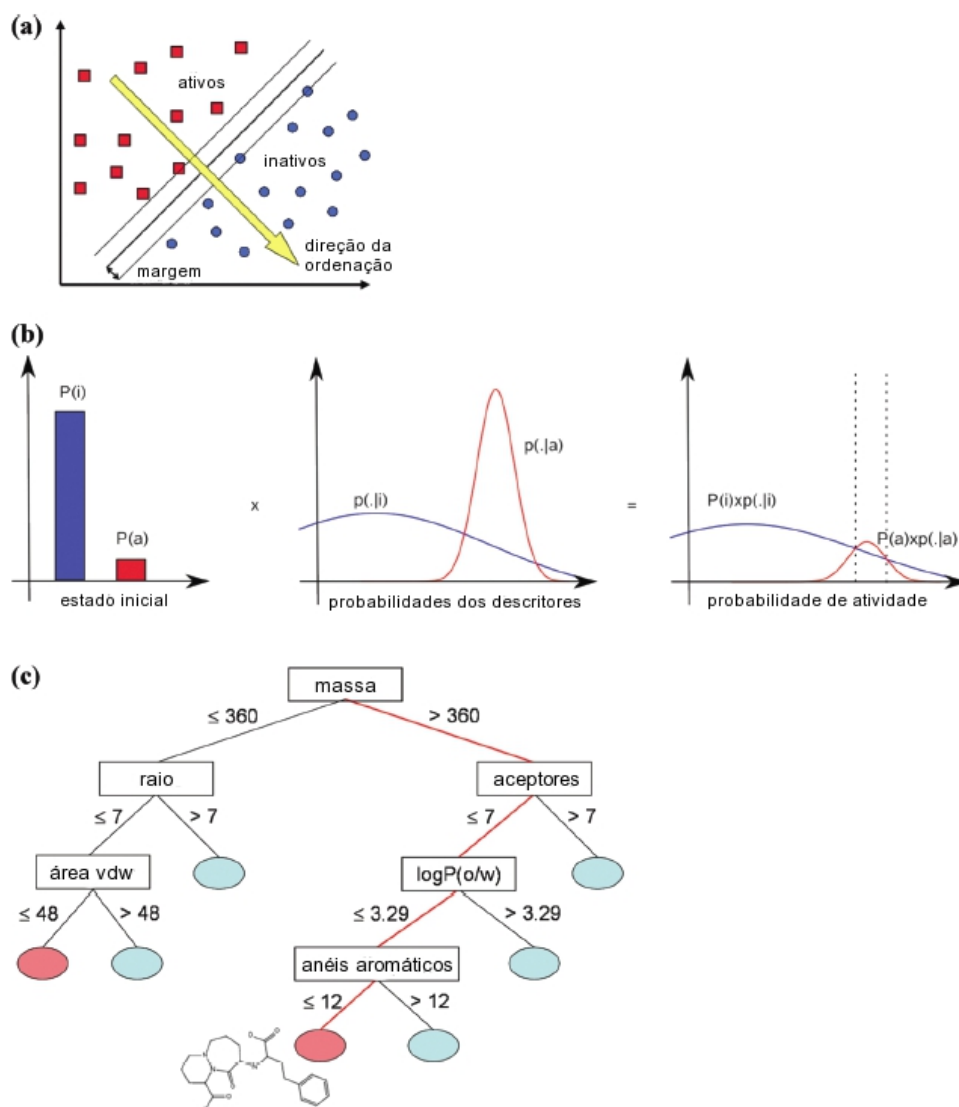 (a)
ativos
inativos
direção da
ordenação
margem
(b)
P(i)
P(a)
estado inicial
x
p(.|i)
p(.|a)
probabilidades dos descritores
=
P(i)xp(.|i)
P(a)xp(.|a)
probabilidade de atividade
(c)
massa
≤ 360
> 360
raio
aceptores
≤ 7
> 7
≤ 7
> 7
área vdw
logP(o/w)
≤ 48
> 48
≤ 3.29
> 3.29
anéis aromáticos
≤ 12
> 12